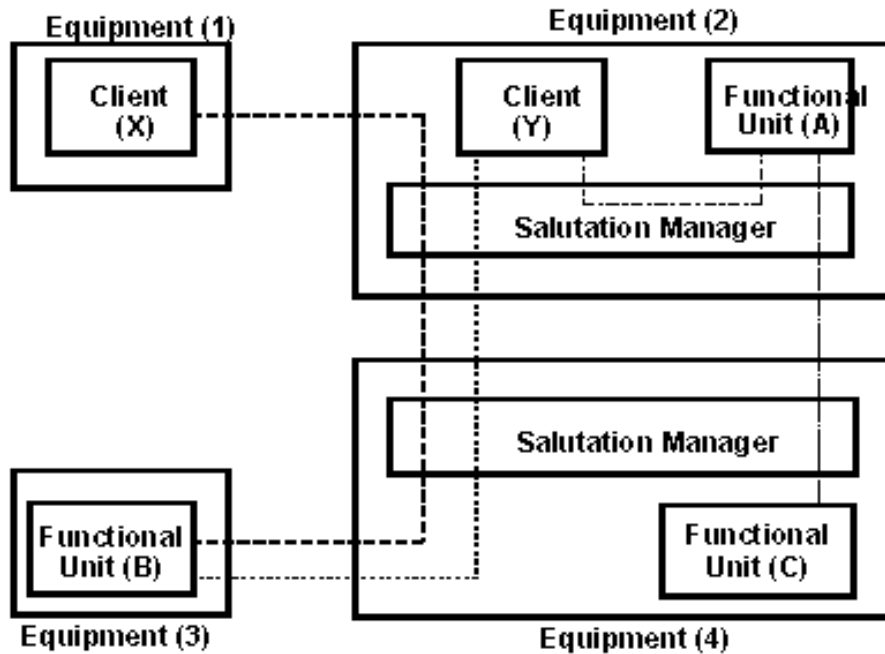 Equipment (1)
Client
(X)
Equipment (2)
Client
(Y)
Functional
Unit (A)
Salutation Manager
Salutation Manager
Functional
Unit (B)
Equipment (3)
Functional
Unit (C)
Equipment (4)